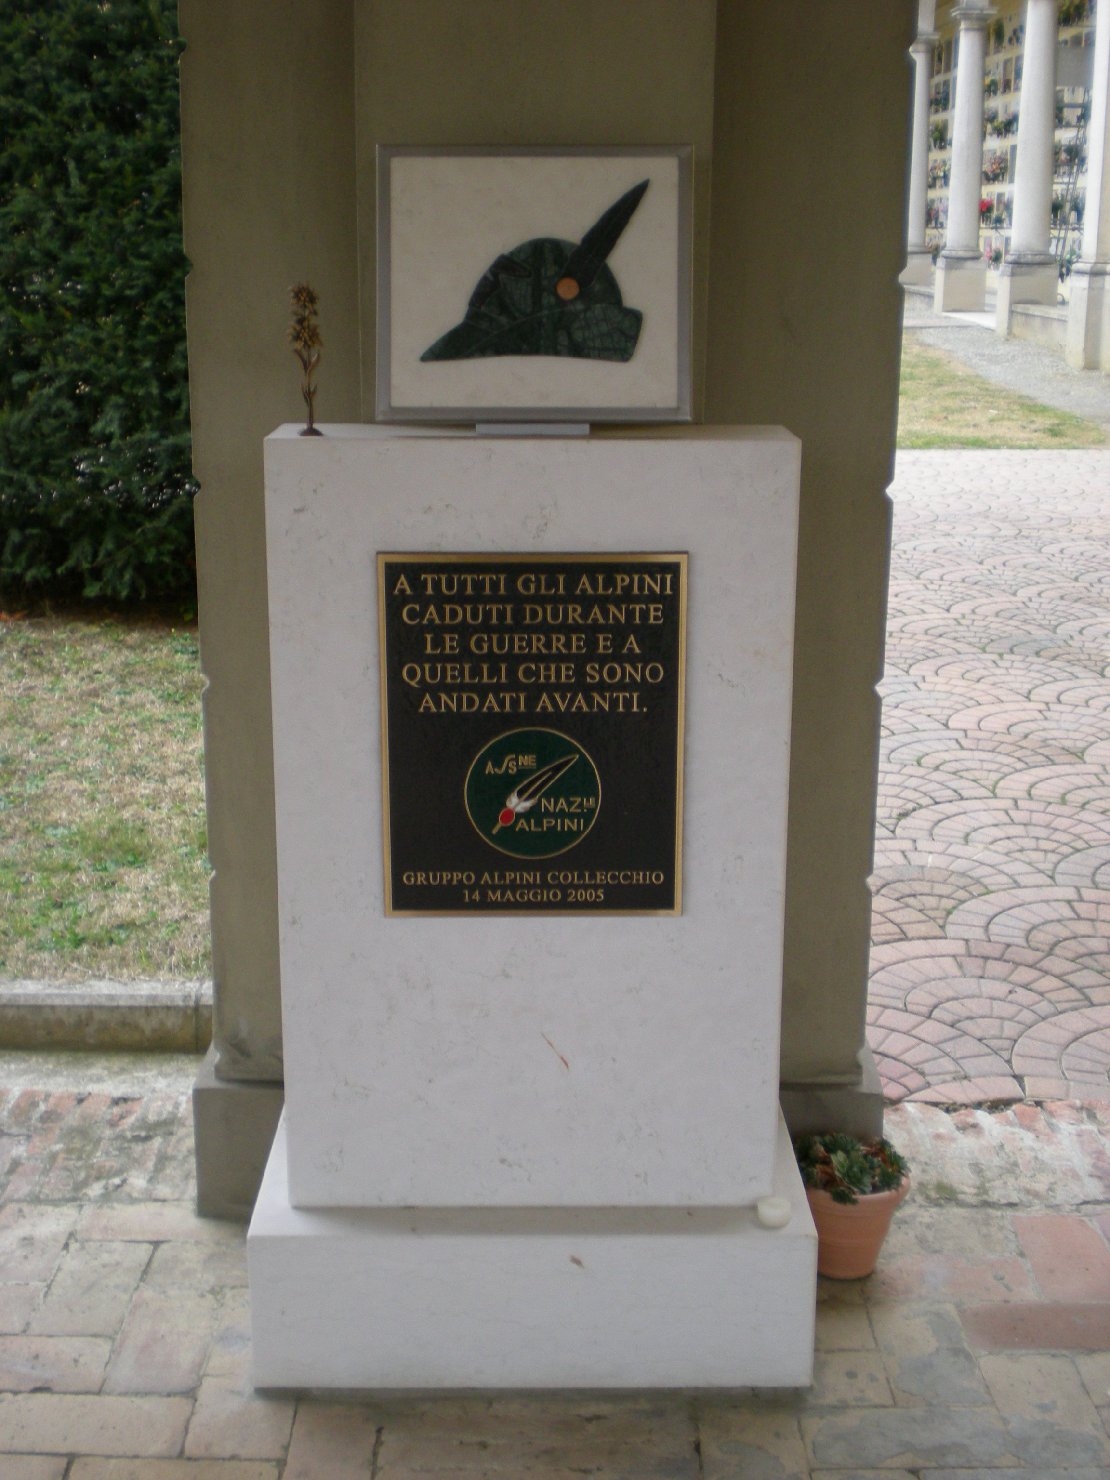 A TUTTI GLI ALPINI
CADUTI DURANTE
LE GUERRE E A
QUELLI CHE SONO
ANDATI AVANTI.
ASSNE
NAZ.LE
ALPINI
GRUPPO ALPINI COLLECCHIO
14 MAGGIO 2005